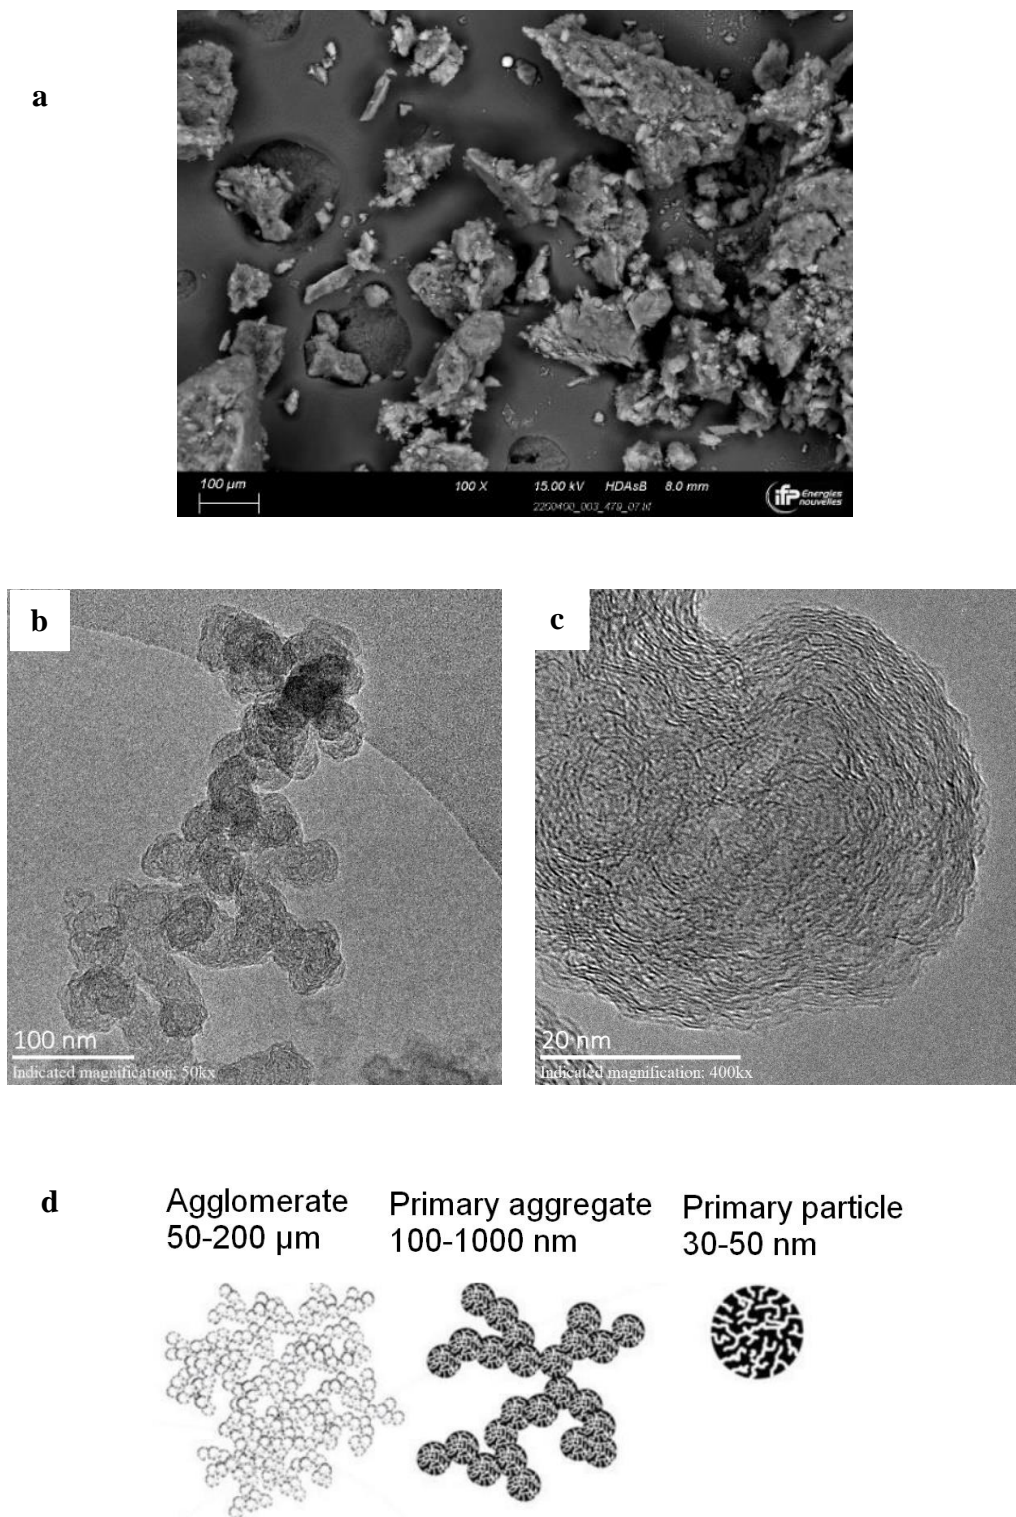 a
100 µm
100 X 15.00 kV HDAsB 8.0 mm
ifp Energies nouvelles
b
c
100 nm
Indicated magnification: 50kx
20 nm
Indicated magnification: 400kx
d
Agglomerate
50-200 µm
Primary aggregate
100-1000 nm
Primary particle
30-50 nm